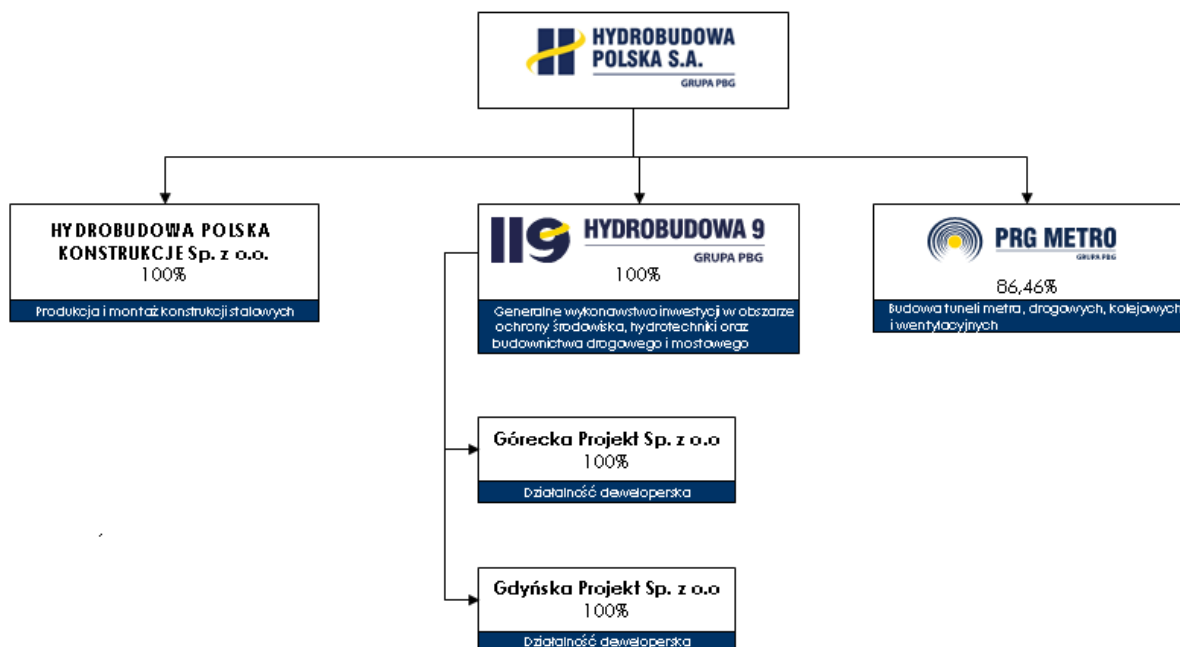 HYDROBUDOWA
POLSKA S.A.
GRUPA PBG
HYDROBUDOWA POLSKA
KONSTRUKCJE Sp. z o.o.
100%
Produkcja i montaż konstrukcji stalowych
H9 HYDROBUDOWA 9
GRUPA PBG
100%
Generalne wykonawstwo inwestycji w obszarze
ochrony środowiska, hydrotechniki oraz
budownictwa drogowego i mostowego
PRG METRO
GRUPA PBG
86,46%
Budowa tuneli metra, drogowych, kolejowych
i wentylacyjnych
Górecka Projekt Sp. z o.o
100%
Działalność deweloperska
Gdyńska Projekt Sp. z o.o
100%
Działalność deweloperska